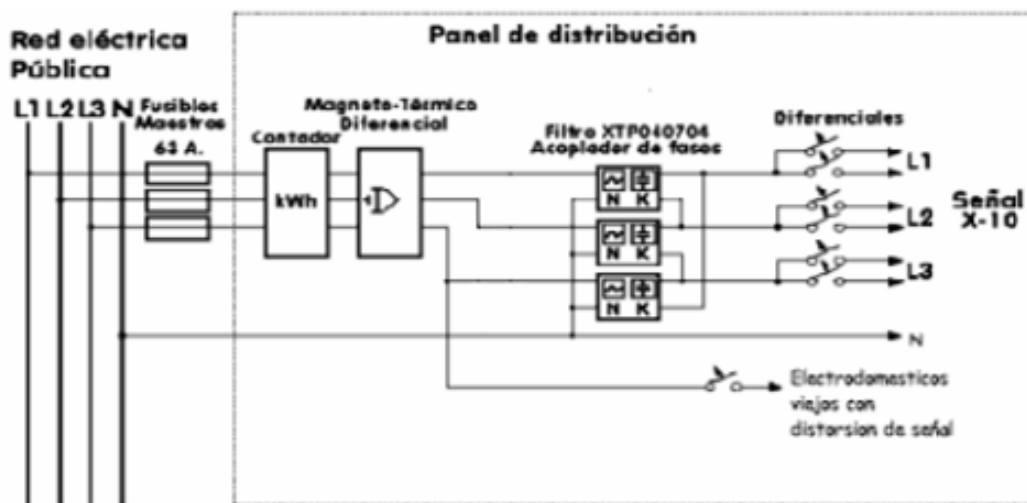 Red eléctrica
Pública
L1 L2 L3 N
Fusibles
Maestros
63 A.
Panel de distribución
Contador
kWh
Magneto-Térmico
Diferencial
Filtro XTP040704
Acoplador de fases
N K
N K
N K
Diferenciales
L1
L2
L3
Señal
X-10
N
Electrodomesticos
viejos con
distorsion de señal